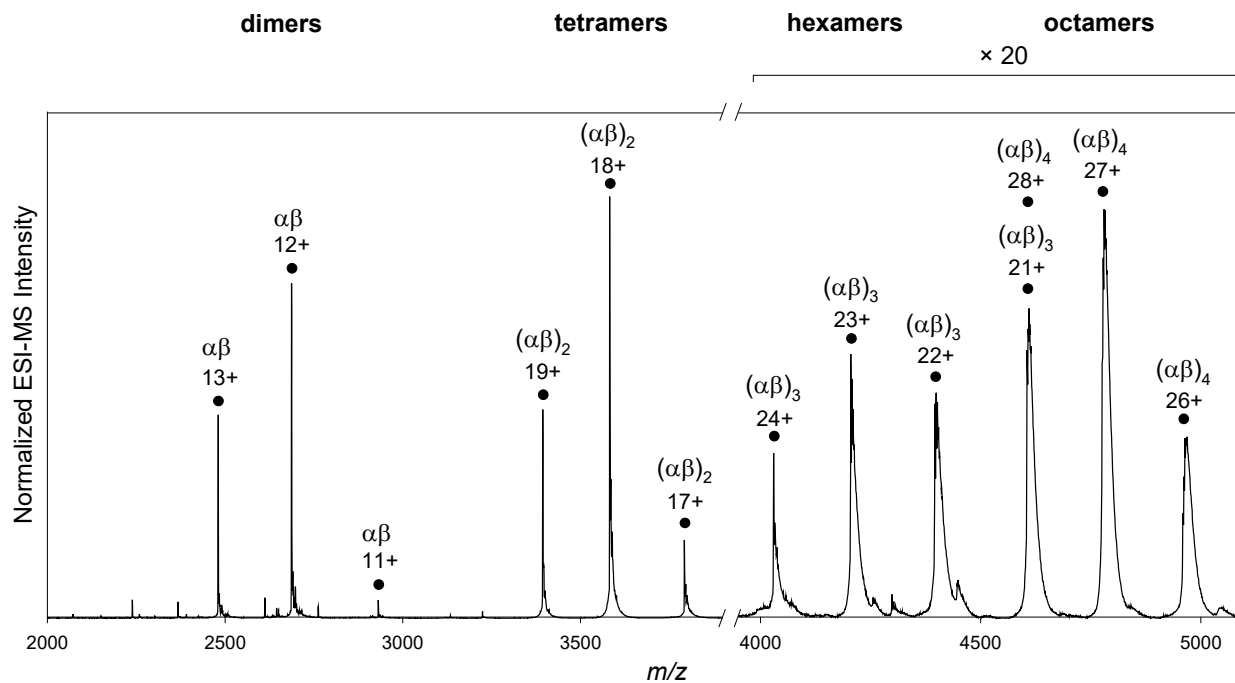 dimers tetramers hexamers octamers
× 20
Normalized ESI-MS Intensity
αβ
13+
αβ
12+
αβ
11+
(αβ)2
19+
(αβ)2
18+
(αβ)2
17+
(αβ)3
24+
(αβ)3
23+
(αβ)3
22+
(αβ)4
28+
(αβ)3
21+
(αβ)4
27+
(αβ)4
26+
2000 2500 3000 3500 4000 4500 5000
m/z